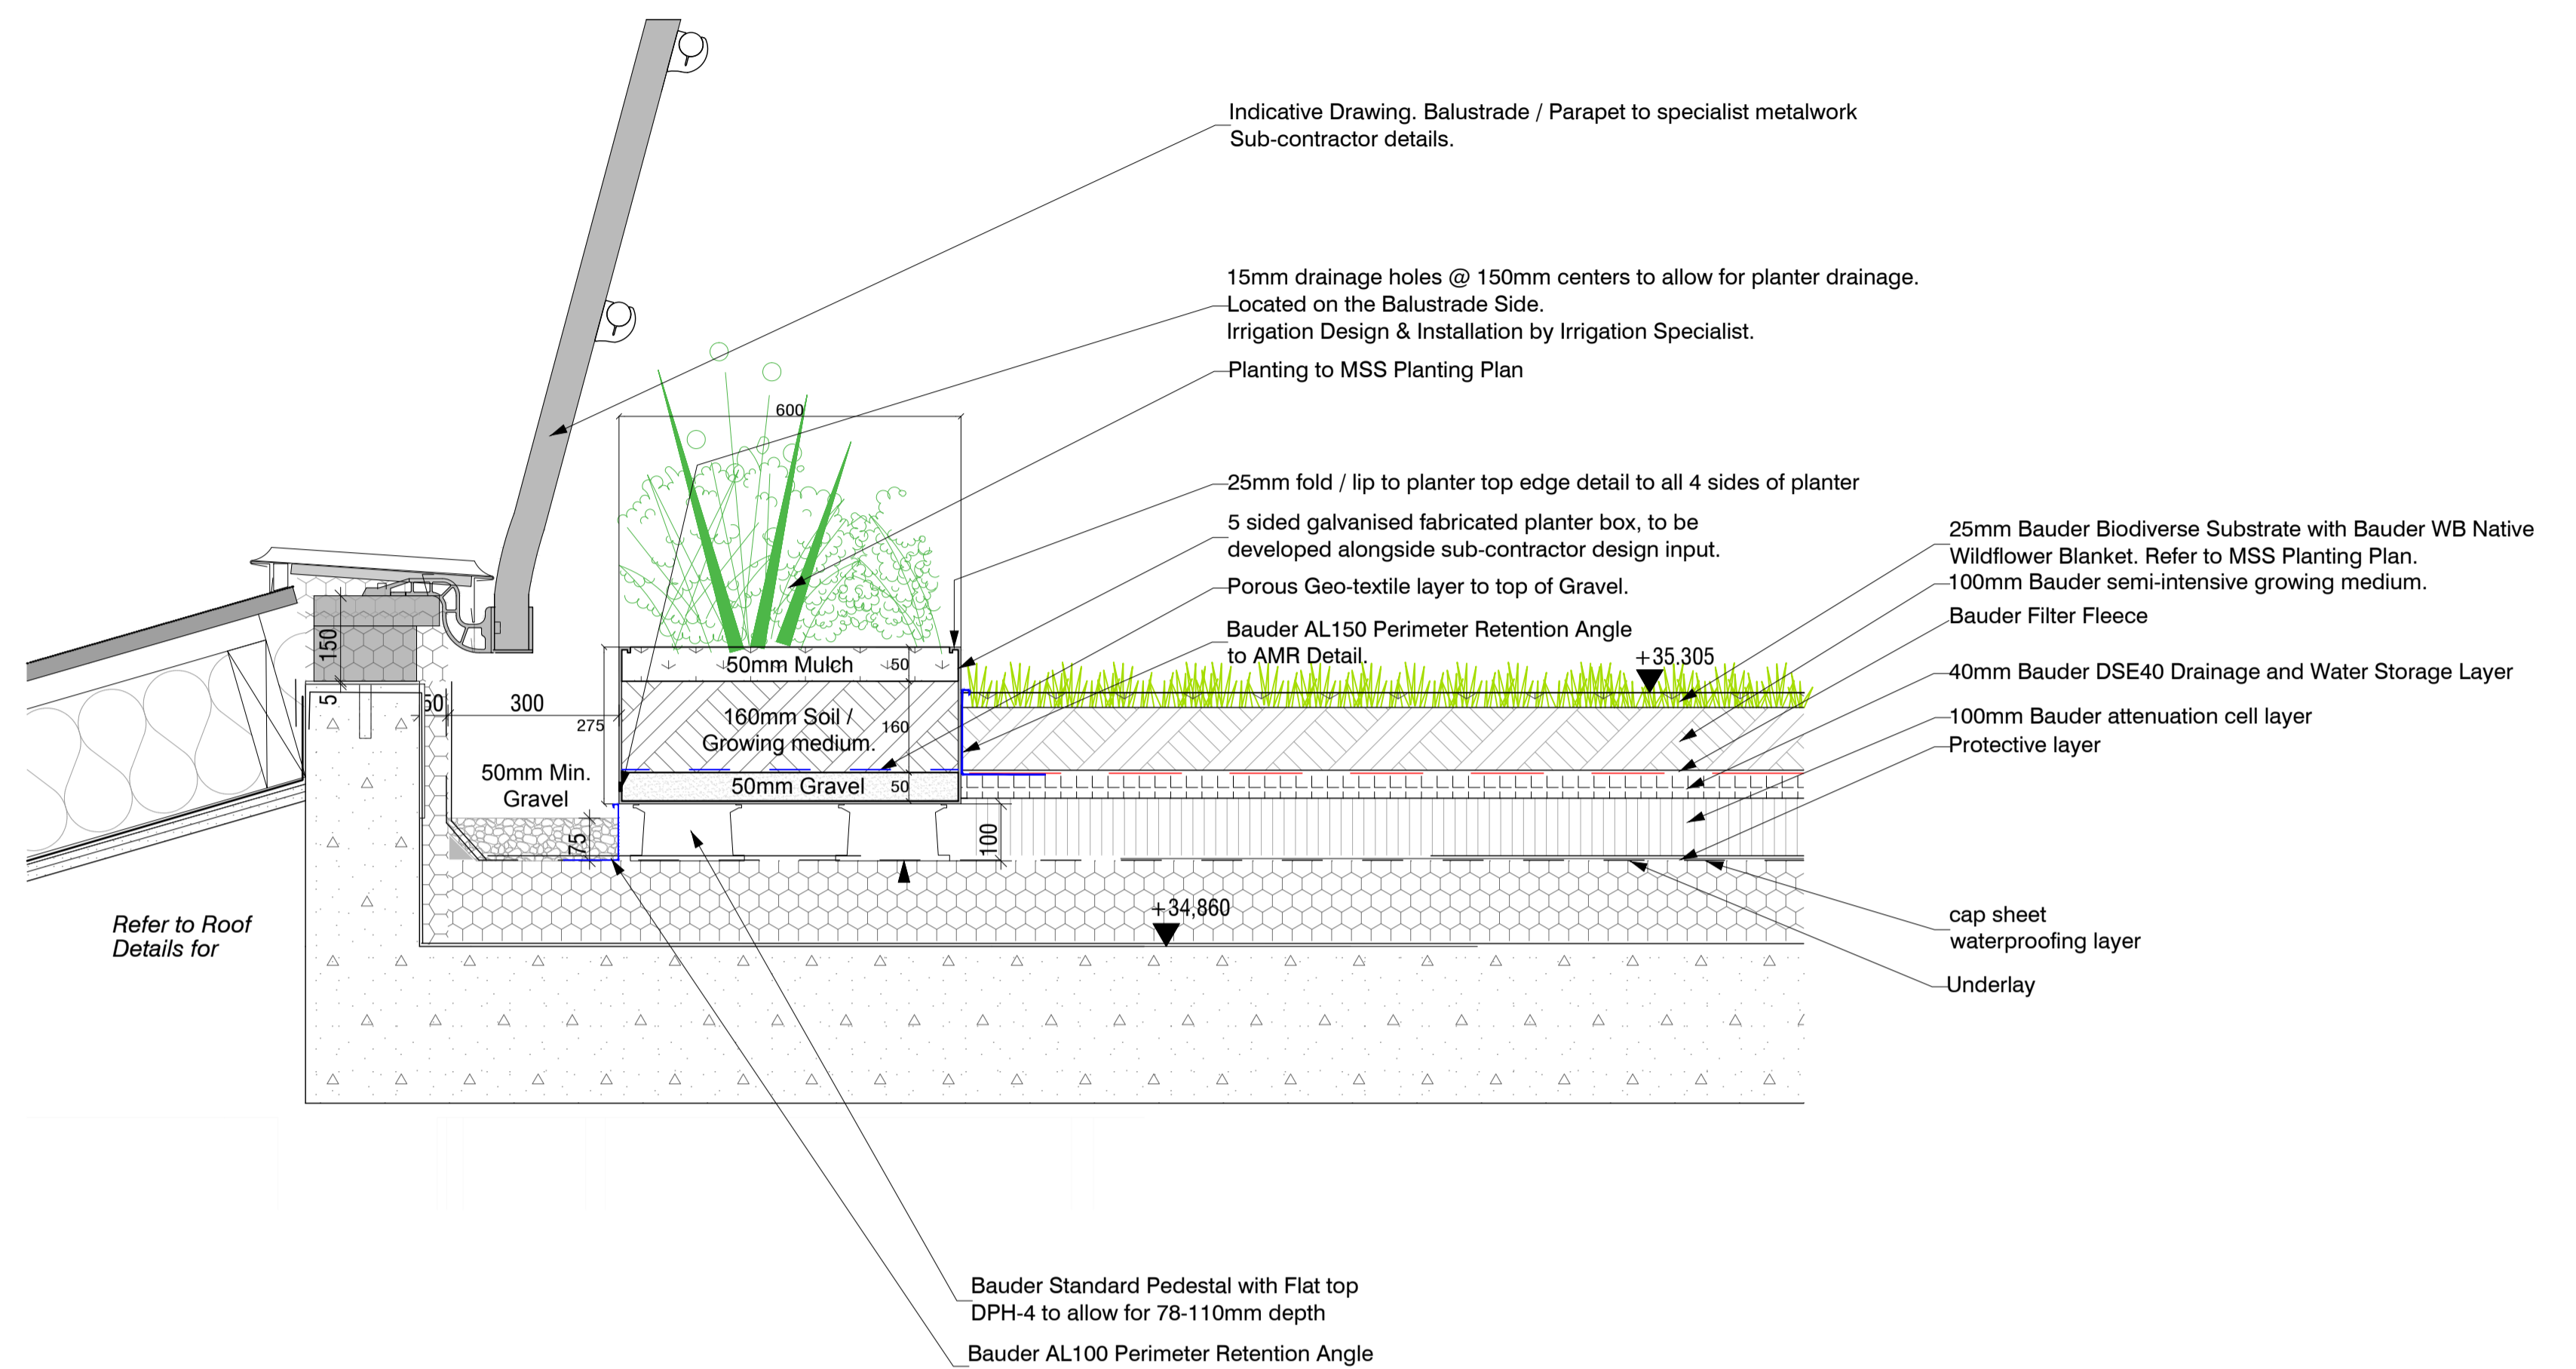 Indicative Drawing. Balustrade / Parapet to specialist metalwork
Sub-contractor details.
15mm drainage holes @ 150mm centers to allow for planter drainage.
Located on the Balustrade Side.
Irrigation Design & Installation by Irrigation Specialist.
Planting to MSS Planting Plan
600
25mm fold / lip to planter top edge detail to all 4 sides of planter
5 sided galvanised fabricated planter box, to be
developed alongside sub-contractor design input.
Porous Geo-textile layer to top of Gravel.
Bauder AL150 Perimeter Retention Angle
to AMR Detail.
+35.305
25mm Bauder Biodiverse Substrate with Bauder WB Native
Wildflower Blanket. Refer to MSS Planting Plan.
100mm Bauder semi-intensive growing medium.
Bauder Filter Fleece
40mm Bauder DSE40 Drainage and Water Storage Layer
100mm Bauder attenuation cell layer
Protective layer
150
5
50
300
275
50mm Mulch
50
160mm Soil /
Growing medium.
160
50mm Min.
Gravel
50mm Gravel
50
75
100
+34,860
cap sheet
waterproofing layer
Underlay
Refer to Roof
Details for
Bauder Standard Pedestal with Flat top
DPH-4 to allow for 78-110mm depth
Bauder AL100 Perimeter Retention Angle